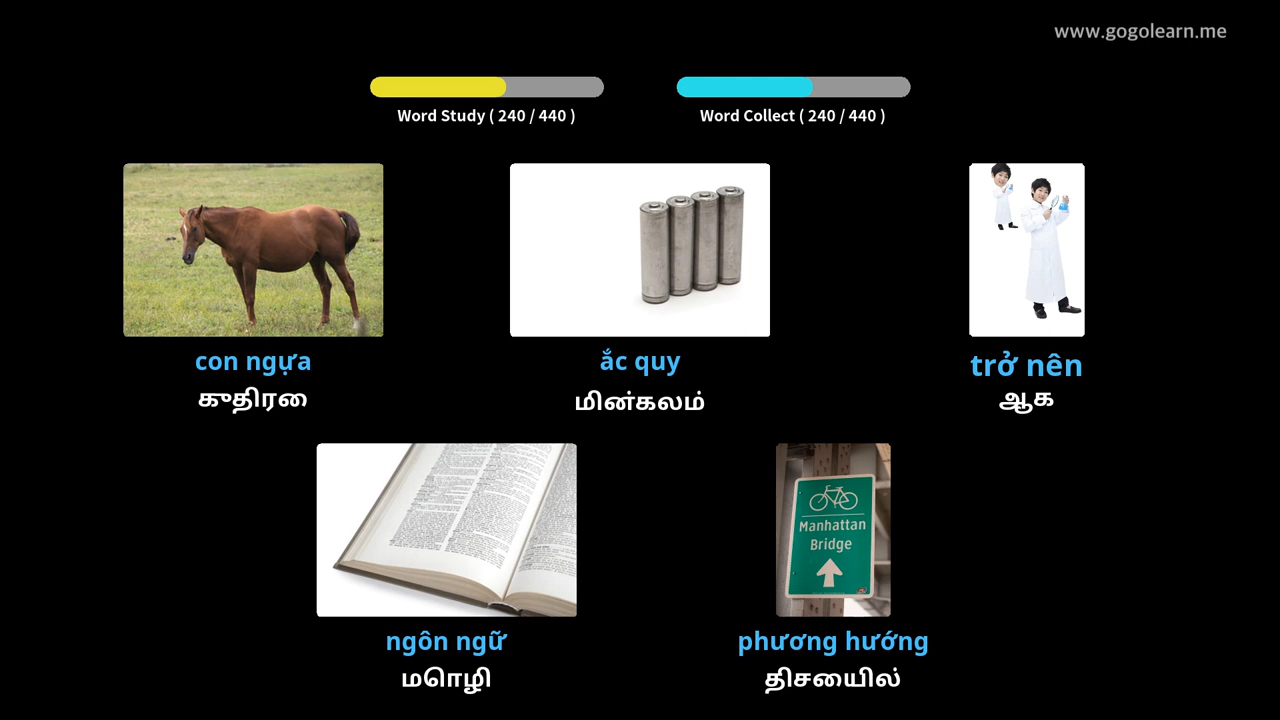 www.gogolearn.me
Word Study ( 240 / 440 )
Word Collect ( 240 / 440 )
con ngựa
குதிரை
ắc quy
மின்கலம்
trở nên
ஆக
ngôn ngữ
மொழி
phương hướng
திசையில்
Manhattan
Bridge